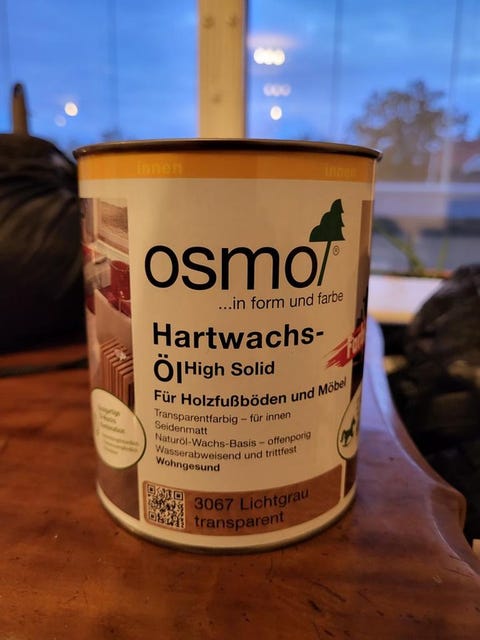 innen
innen
osmo®
...in form und farbe
Hartwachs-
Öl High Solid
Für Holzfußböden und Möbel
Transparentfarbig – für innen
Seidenmatt
Naturöl-Wachs-Basis – offenporig
Wasserabweisend und trittfest
Wohngesund
3067 Lichtgrau
transparent